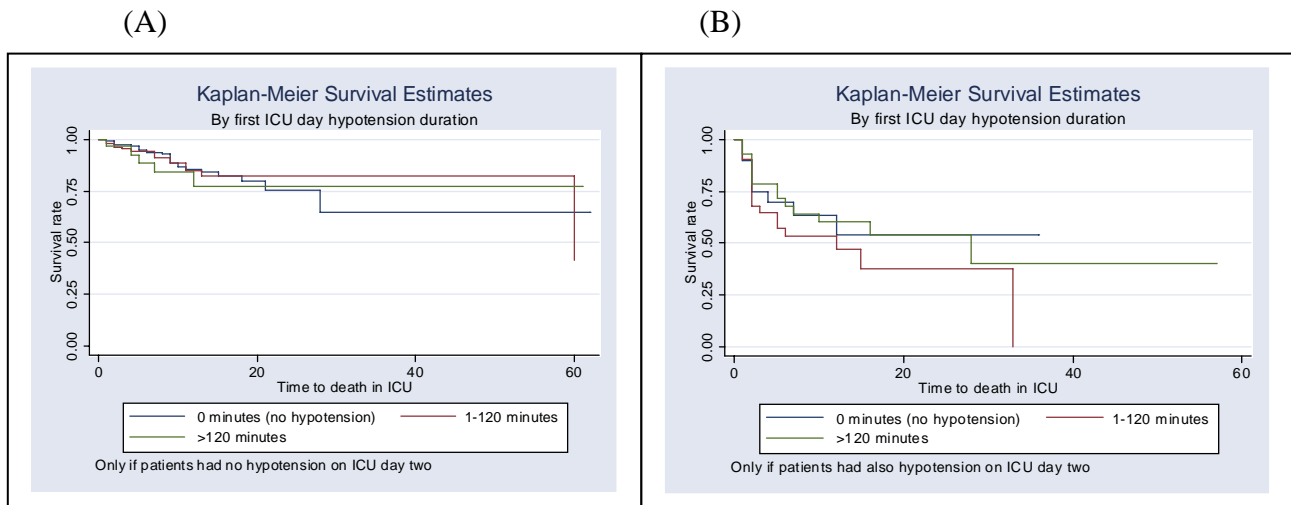 (A)
(B)
Kaplan-Meier Survival Estimates
By first ICU day hypotension duration
1.00
0.75
0.50
0.25
0.00
Survival rate
0 20 40 60
Time to death in ICU
0 minutes (no hypotension) 1-120 minutes
>120 minutes
Only if patients had no hypotension on ICU day two
Kaplan-Meier Survival Estimates
By first ICU day hypotension duration
1.00
0.75
0.50
0.25
0.00
Survival rate
0 20 40 60
Time to death in ICU
0 minutes (no hypotension) 1-120 minutes
>120 minutes
Only if patients had also hypotension on ICU day two